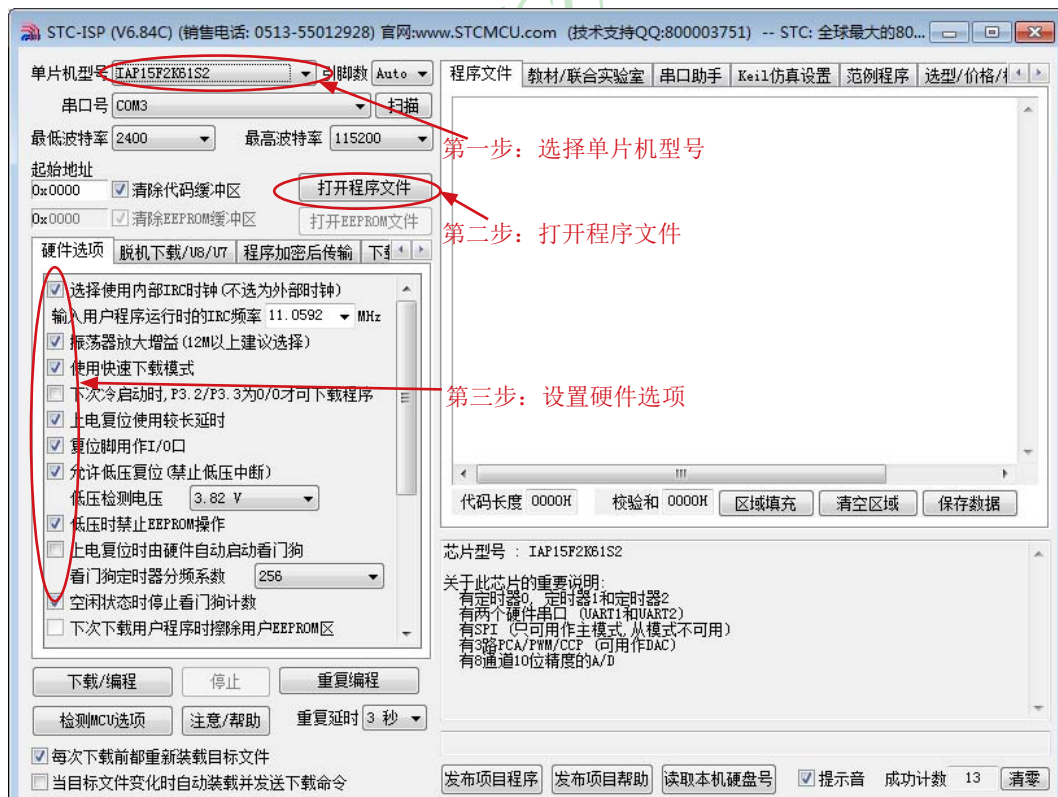 STC-ISP (V6.84C) (销售电话: 0513-55012928) 官网:www.STCMCU.com (技术支持QQ:800003751) -- STC: 全球最大的80...
单片机型号 IAP15F2K61S2 引脚数 Auto
串口号 COM3 扫描
最低波特率 2400 最高波特率 115200
起始地址
0x0000 清除代码缓冲区 打开程序文件
0x0000 清除EEPROM缓冲区 打开EEPROM文件
硬件选项 脱机下载/U8/U7 程序加密后传输
选择使用内部IRC时钟(不选为外部时钟)
输入用户程序运行时的IRC频率 11.0592 MHz
振荡器放大增益(12M以上建议选择)
使用快速下载模式
下次冷启动时,P3.2/P3.3为0/0才可下载程序
上电复位使用较长延时
复位脚用作I/O口
允许低压复位(禁止低压中断)
低压检测电压 3.82 V
低压时禁止EEPROM操作
上电复位时由硬件自动启动看门狗
看门狗定时器分频系数 256
空闲状态时停止看门狗计数
下次下载用户程序时擦除用户EEPROM区
下载/编程 停止 重复编程
检测MCU选项 注意/帮助 重复延时 3 秒
每次下载前都重新装载目标文件
当目标文件变化时自动装载并发送下载命令
程序文件 教材/联合实验室 串口助手 Keil仿真设置 范例程序 选型/价格/
第一步：选择单片机型号
第二步：打开程序文件
第三步：设置硬件选项
代码长度 0000H 校验和 0000H 区域填充 清空区域 保存数据
芯片型号 : IAP15F2K61S2
关于此芯片的重要说明:
有定时器0, 定时器1和定时器2
有两个硬件串口 (UART1和UART2)
有SPI (只可用作主模式,从模式不可用)
有3路PCA/PWM/CCP (可用作DAC)
有8通道10位精度的A/D
发布项目程序 发布项目帮助 读取本机硬盘号 提示音 成功计数 13 清零